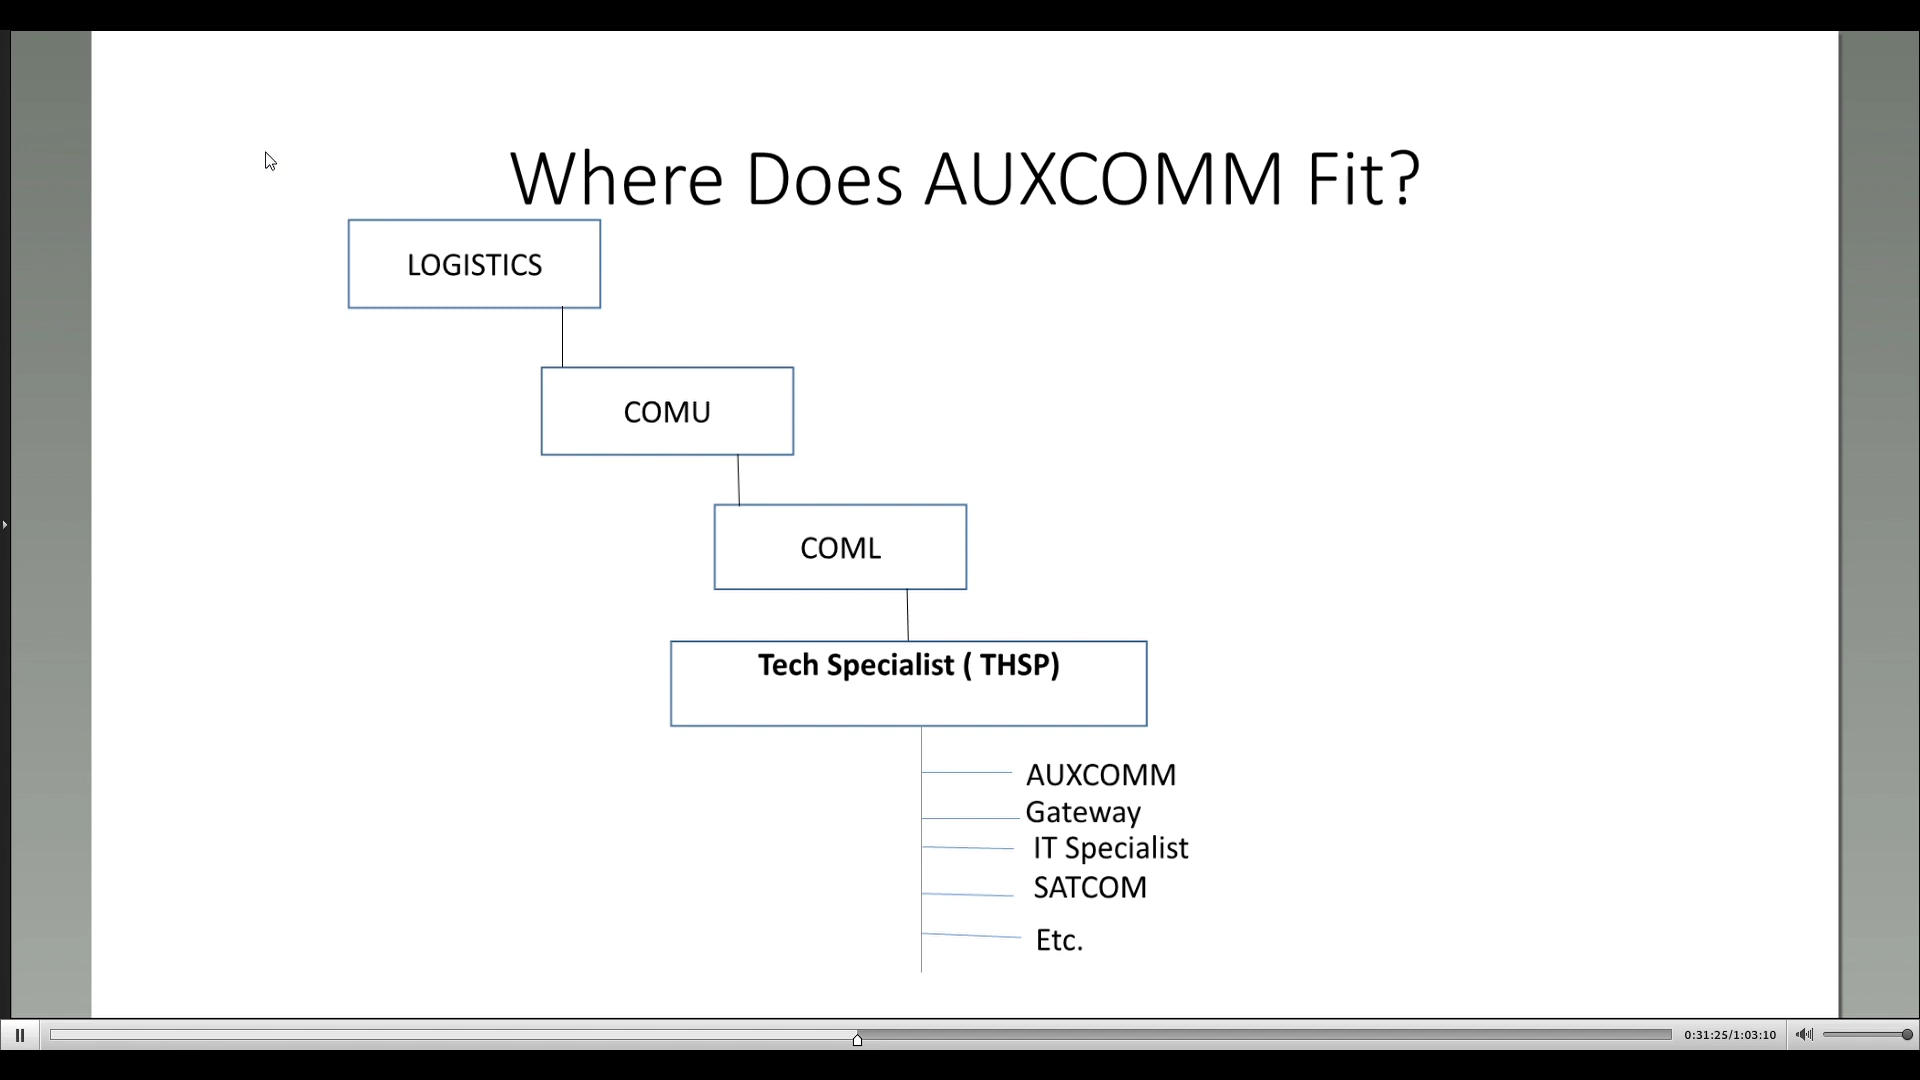 Where Does AUXCOMM Fit?
LOGISTICS
COMU
COML
Tech Specialist ( THSP)
AUXCOMM
Gateway
IT Specialist
SATCOM
Etc.
0:31:25/1:03:10